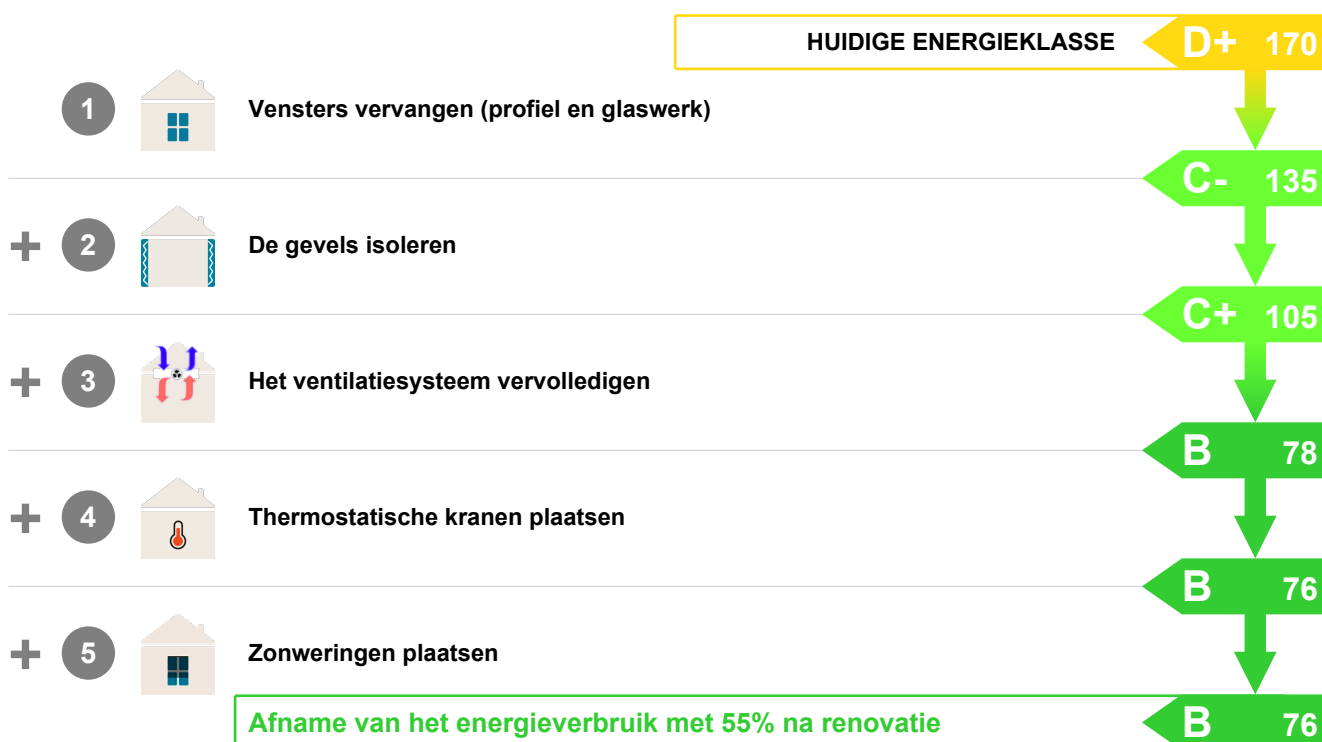 HUIDIGE ENERGIEKLASSE D+ 170
1 Vensters vervangen (profiel en glaswerk)
C- 135
+ 2 De gevels isoleren
C+ 105
+ 3 Het ventilatiesysteem vervolledigen
B 78
+ 4 Thermostatische kranen plaatsen
B 76
+ 5 Zonweringen plaatsen
Afname van het energieverbruik met 55% na renovatie B 76